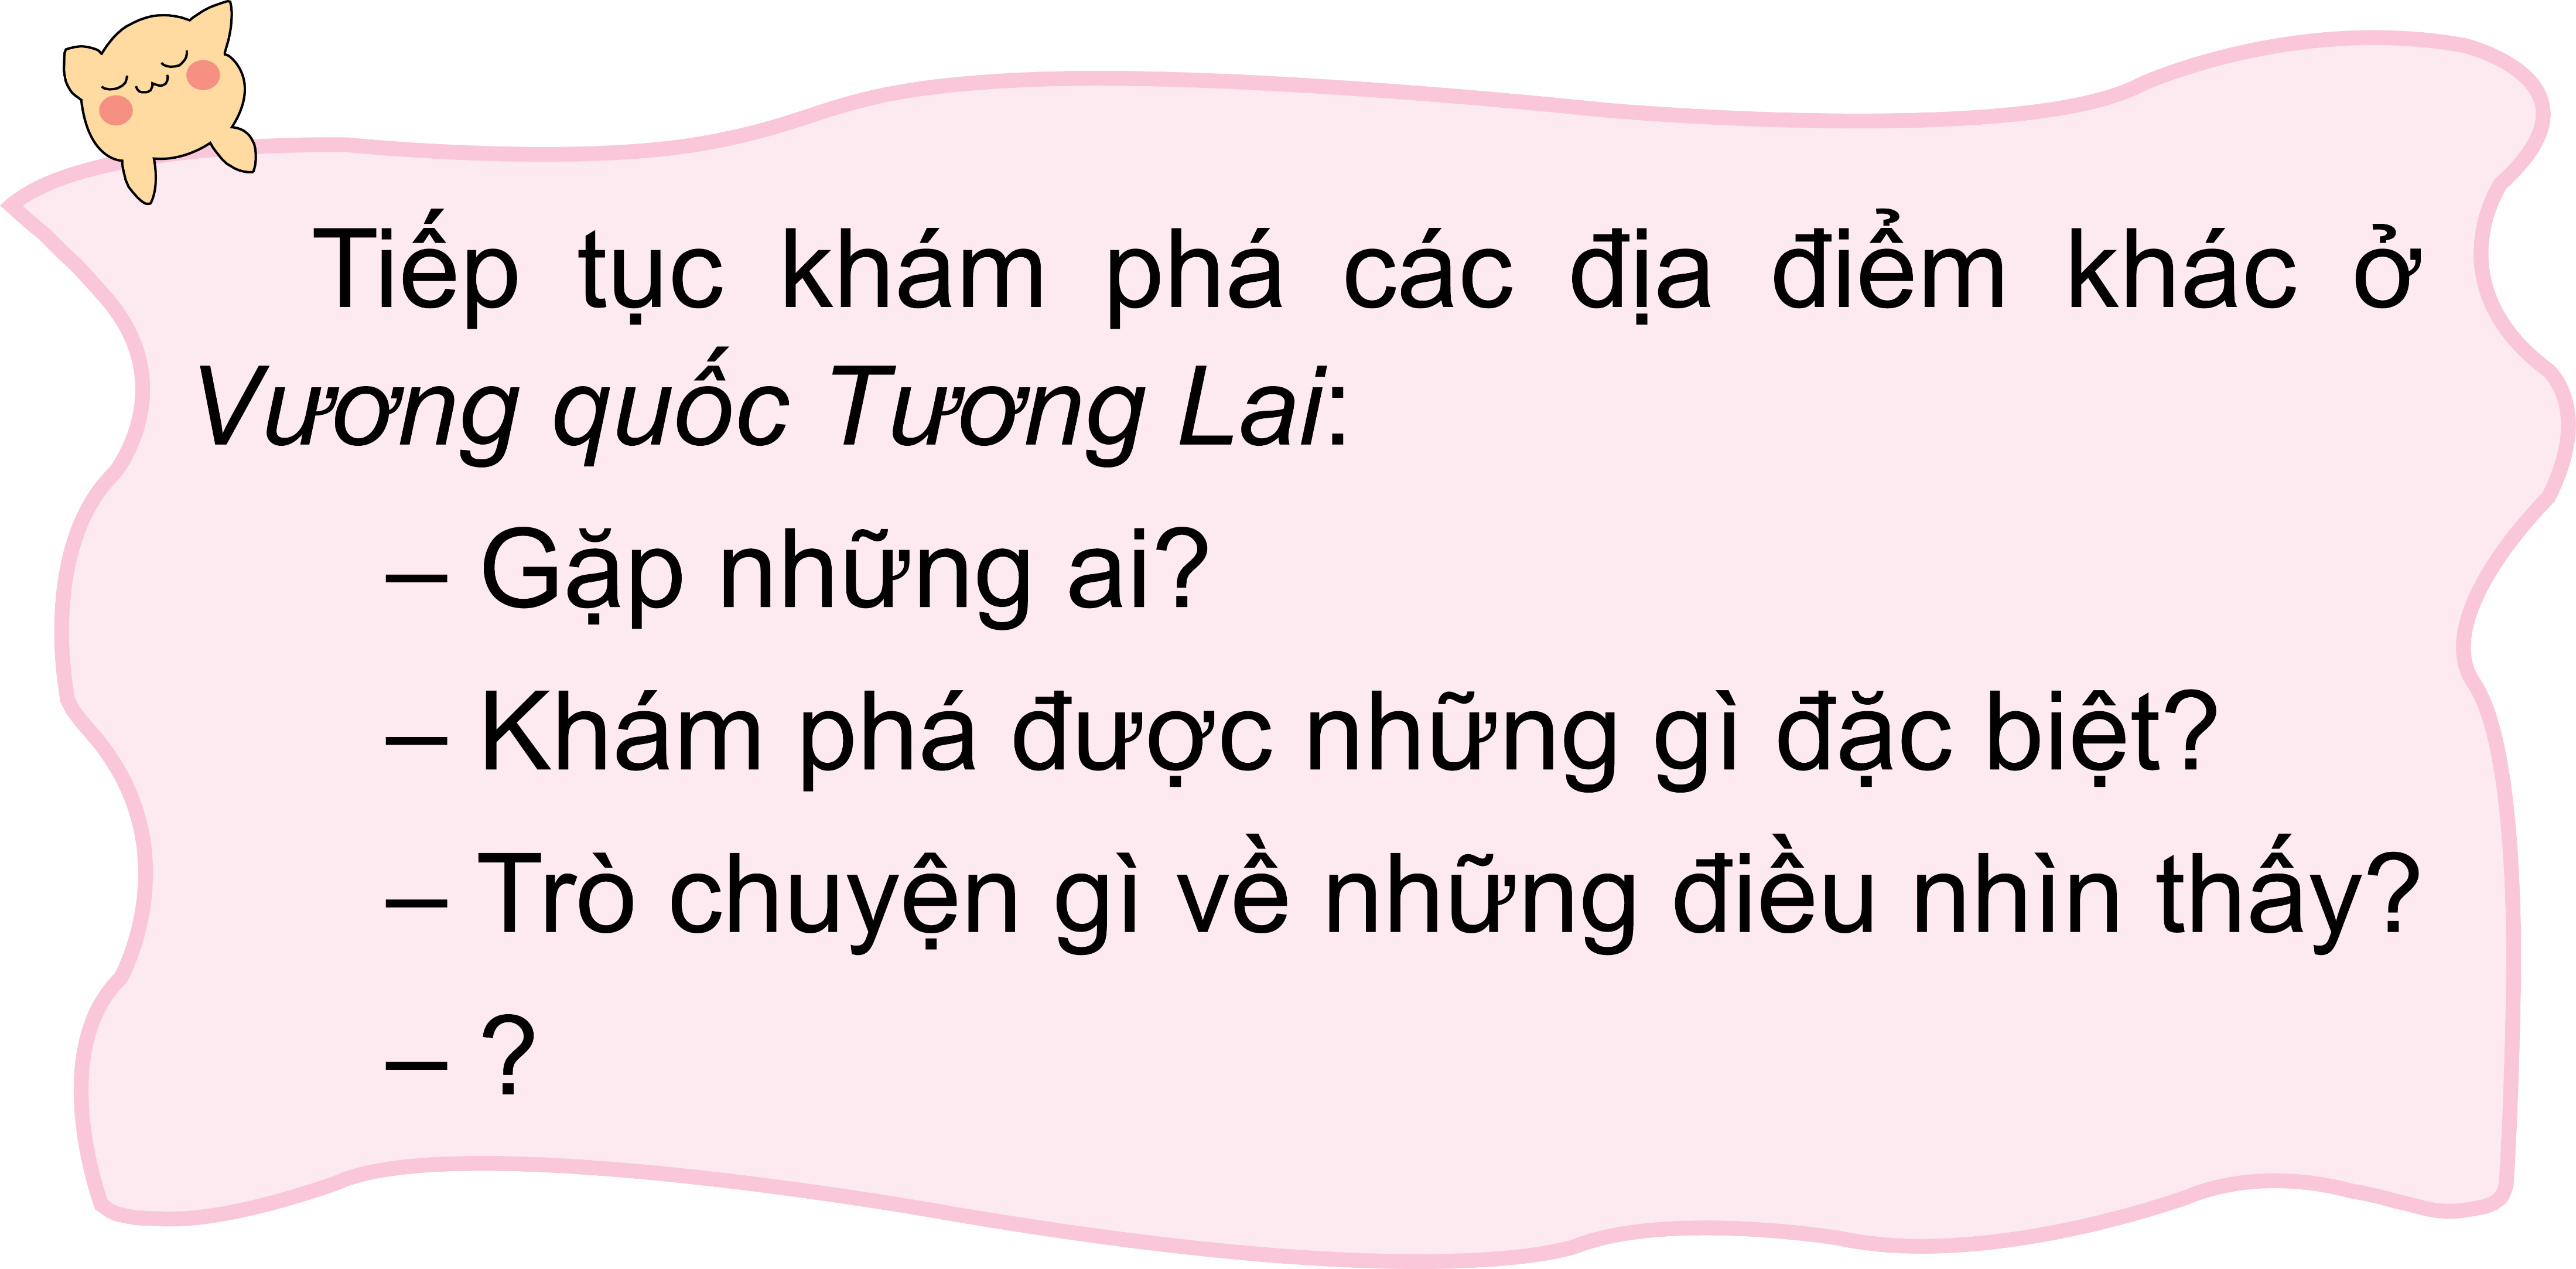 Tiếp tục khám phá các địa điểm khác ở
Vương quốc Tương Lai:
– Gặp những ai?
– Khám phá được những gì đặc biệt?
– Trò chuyện gì về những điều nhìn thấy?
– ?